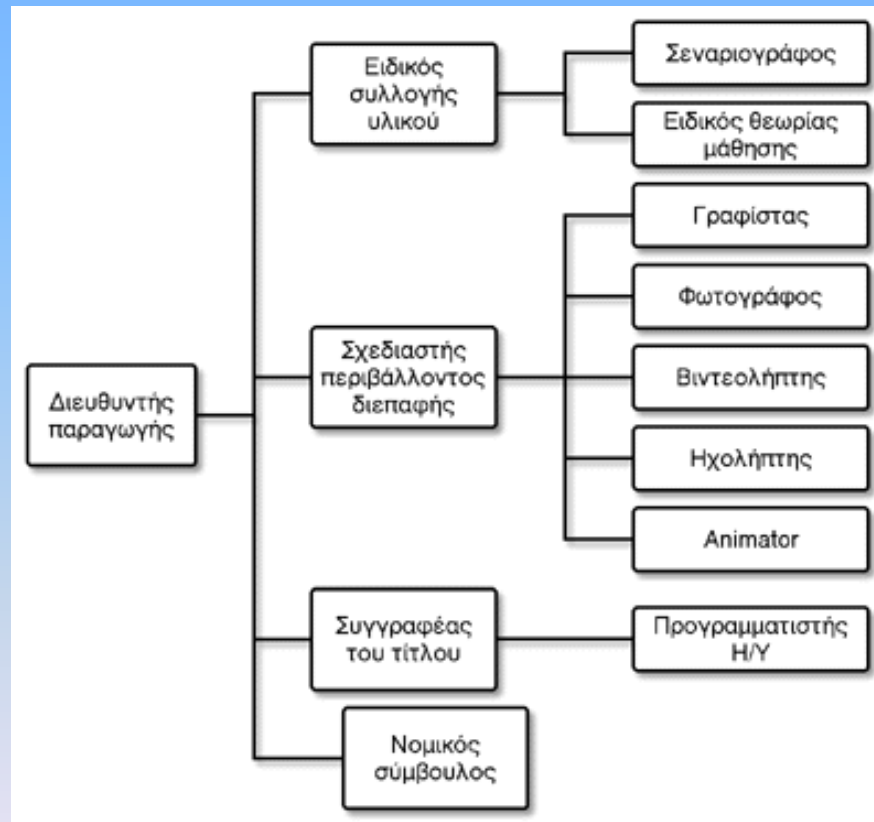 Ειδικός
συλλογής
υλικού
Σεναριογράφος
Ειδικός θεωρίας
μάθησης
Γραφίστας
Φωτογράφος
Διευθυντής
παραγωγής
Σχεδιαστής
περιβάλλοντος
διεπαφής
Βιντεολήπτης
Ηχολήπτης
Animator
Συγγραφέας
του τίτλου
Προγραμματιστής
Η/Υ
Νομικός
σύμβουλος